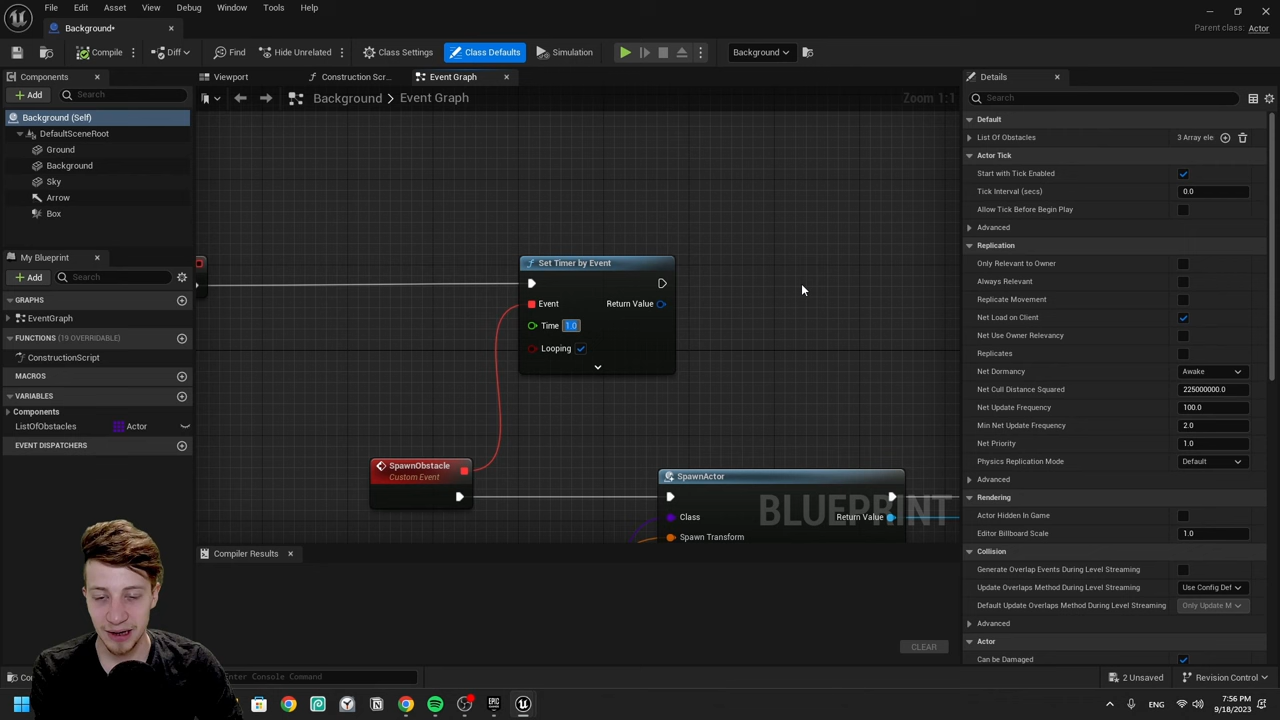 File Edit Asset View Debug Window Tools Help
Background*
Parent class: Actor
Compile Diff Find Hide Unrelated Class Settings Class Defaults Simulation Background
Components
Viewport
Construction Scr...
Event Graph
Details
Add Search
Background > Event Graph
Zoom 1:1
Search
Background (Self)
DefaultSceneRoot
Ground
Background
Sky
Arrow
Box
My Blueprint
Add Search
GRAPHS
EventGraph
FUNCTIONS (19 OVERRIDABLE)
ConstructionScript
MACROS
VARIABLES
Components
ListOfObstacles Actor
EVENT DISPATCHERS
Set Timer by Event
Event Return Value
Time 1.0
Looping
SpawnObstacle
Custom Event
SpawnActor
Class Return Value
Spawn Transform
BLUEPRINT
Compiler Results
CLEAR
Default
List Of Obstacles 3 Array ele
Actor Tick
Start with Tick Enabled
Tick Interval (secs) 0.0
Allow Tick Before Begin Play
Advanced
Replication
Only Relevant to Owner
Always Relevant
Replicate Movement
Net Load on Client
Net Use Owner Relevancy
Replicates
Net Dormancy Awake
Net Cull Distance Squared 225000000.0
Net Update Frequency 100.0
Min Net Update Frequency 2.0
Net Priority 1.0
Physics Replication Mode Default
Advanced
Rendering
Actor Hidden In Game
Editor Billboard Scale 1.0
Collision
Generate Overlap Events During Level Streaming
Update Overlaps Method During Level Streaming Use Config Def
Default Update Overlaps Method During Level Streaming Only Update M
Advanced
Actor
Can be Damaged
Enter Console Command
2 Unsaved
Revision Control
ENG
7:56 PM
9/18/2023